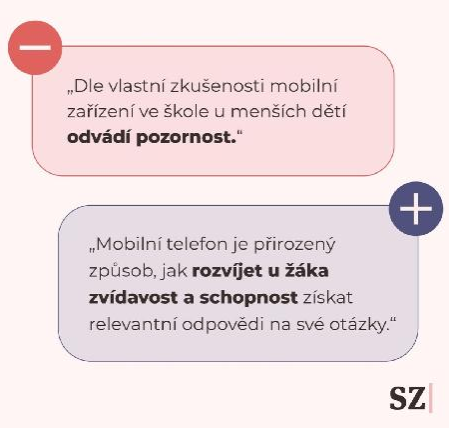 „Dle vlastní zkušenosti mobilní
zařízení ve škole u menších dětí
odvádí pozornost.“
„Mobilní telefon je přirozený
způsob, jak rozvíjet u žáka
zvídavost a schopnost získat
relevantní odpovědi na své otázky.“
SZ